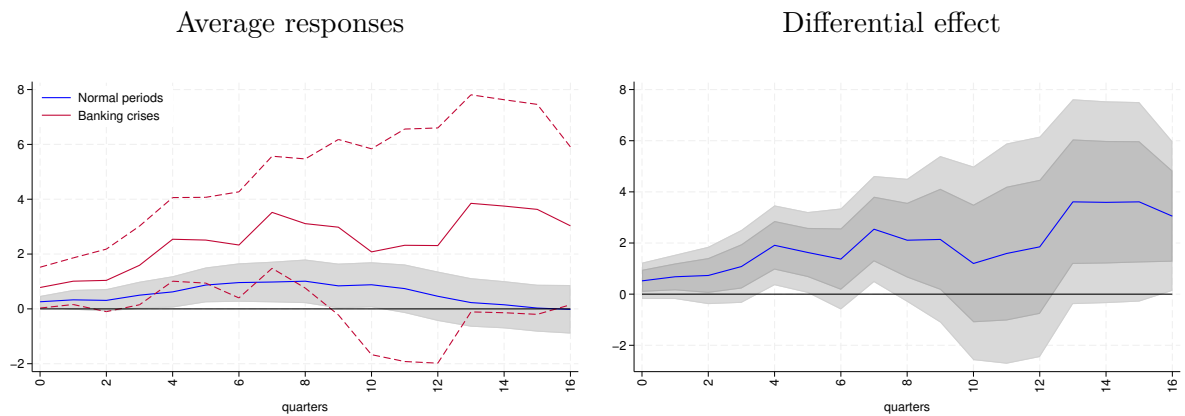 Average responses
Normal periods
Banking crises
8
6
4
2
0
−2
0 2 4 6 8 10 12 14 16
quarters
Differential effect
8
6
4
2
0
−2
0 2 4 6 8 10 12 14 16
quarters